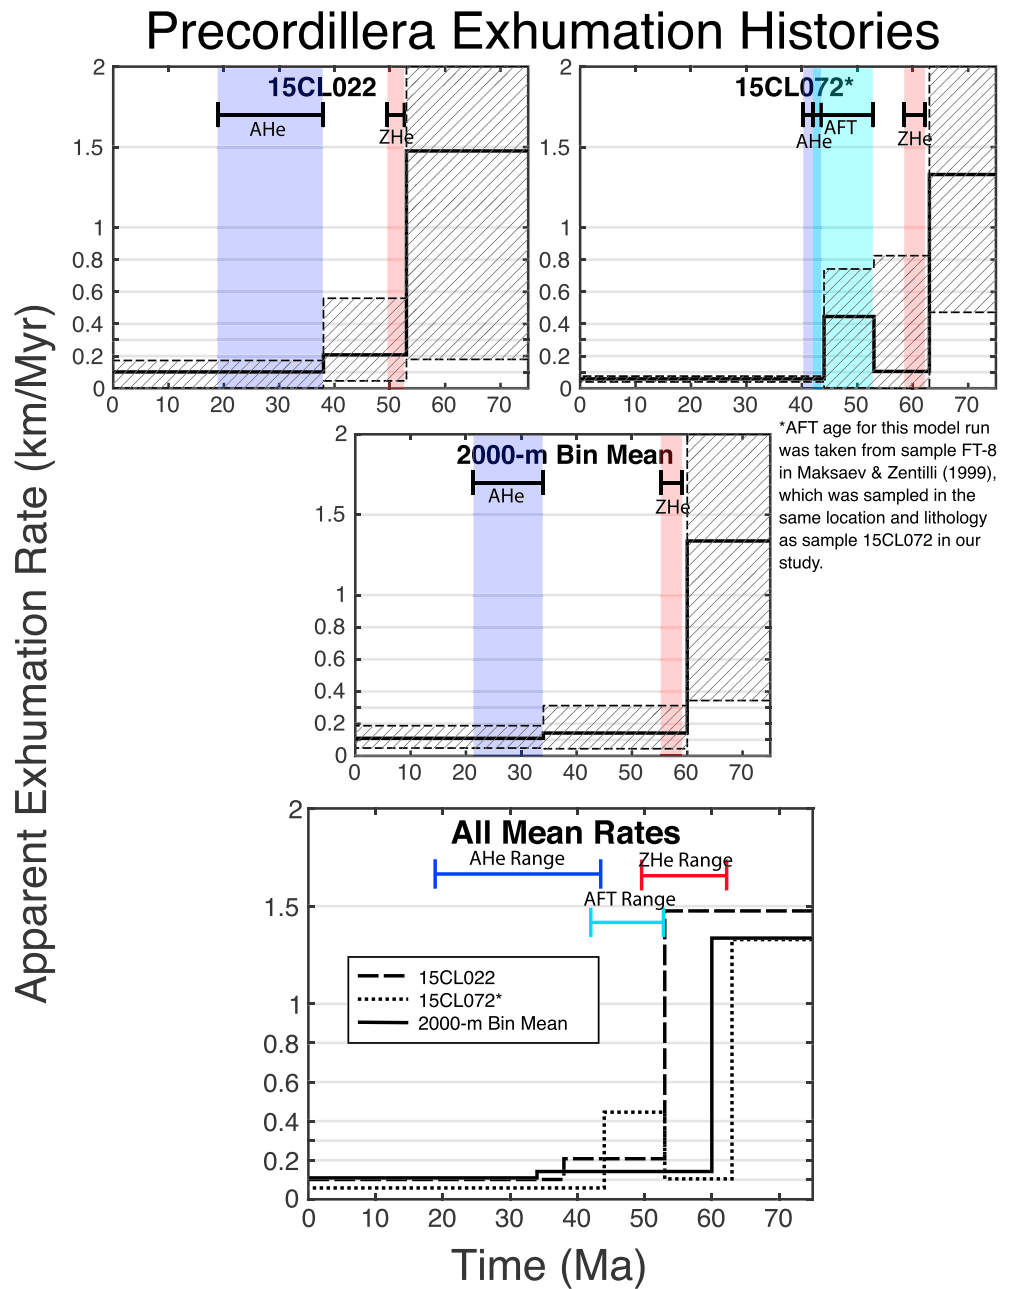 Precordillera Exhumation Histories
Apparent Exhumation Rate (km/Myr)
15CL022
AHe
ZHe
2
1.5
1
0.8
0.6
0.4
0.2
0
0 10 20 30 40 50 60 70
15CL072*
AHe
AFT
ZHe
2
1.5
1
0.8
0.6
0.4
0.2
0
0 10 20 30 40 50 60 70
*AFT age for this model run
was taken from sample FT-8
in Maksaev & Zentilli (1999),
which was sampled in the
same location and lithology
as sample 15CL072 in our
study.
2000-m Bin Mean
AHe
ZHe
2
1.5
1
0.8
0.6
0.4
0.2
0
0 10 20 30 40 50 60 70
All Mean Rates
AHe Range
ZHe Range
AFT Range
15CL022
15CL072*
2000-m Bin Mean
2
1.5
1
0.8
0.6
0.4
0.2
0
0 10 20 30 40 50 60 70
Time (Ma)